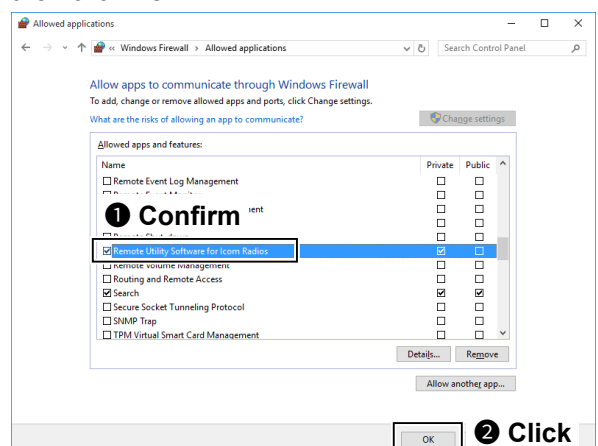 Allowed applications
« Windows Firewall › Allowed applications
Search Control Panel
Allow apps to communicate through Windows Firewall
To add, change or remove allowed apps and ports, click Change settings.
What are the risks of allowing an app to communicate?
Change settings
Allowed apps and features:
Name Private Public
Remote Event Log Management
❶ Confirm
Remote Utility Software for Icom Radios
Remote Volume Management
Routing and Remote Access
Search
Secure Socket Tunneling Protocol
SNMP Trap
TPM Virtual Smart Card Management
Details... Remove
Allow another app...
OK ❷ Click